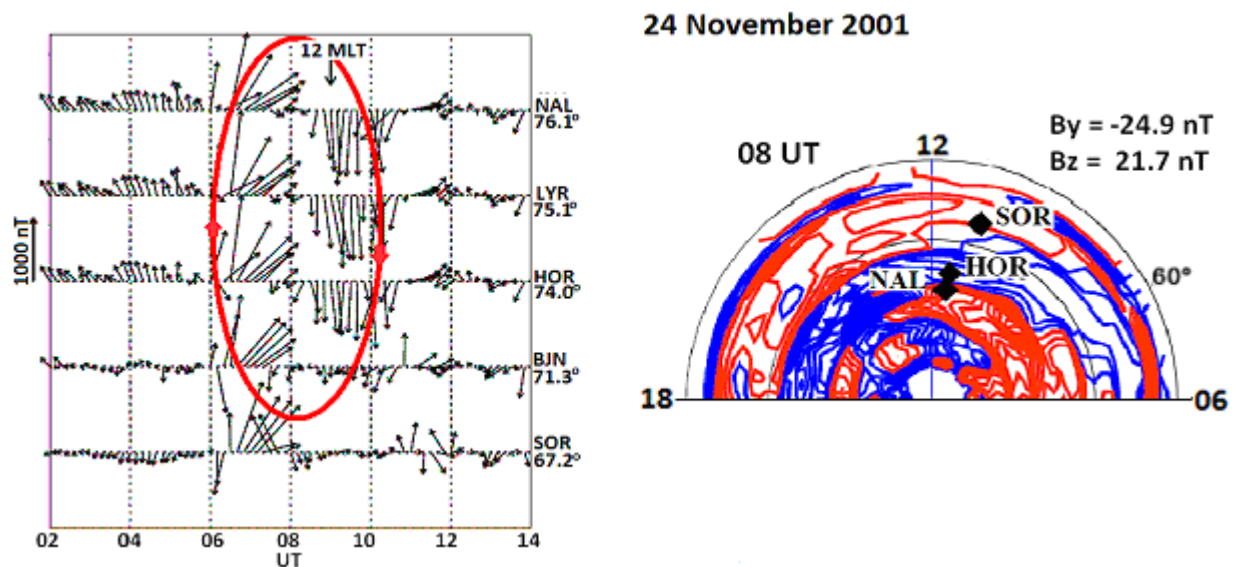 24 November 2001
12 MLT
NAL
76.1°
LYR
75.1°
HOR
74.0°
BJN
71.3°
SOR
67.2°
1000 nT
02 04 06 08 10 12 14
UT
08 UT
12
By = -24.9 nT
Bz = 21.7 nT
SOR
HOR
NAL
60°
18
06